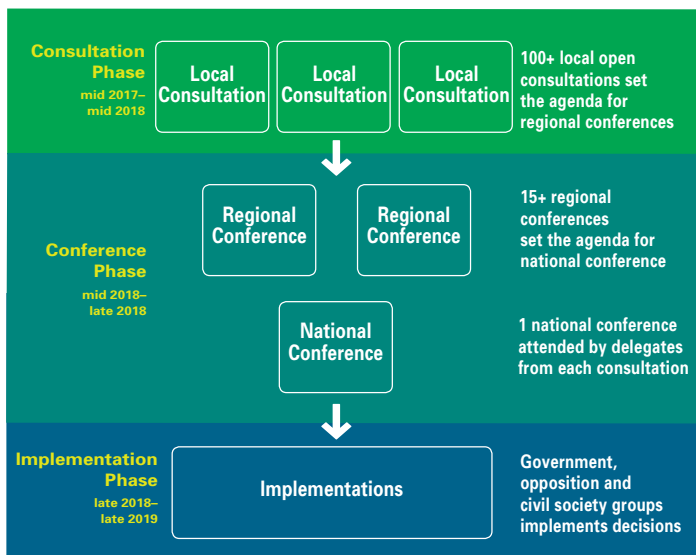 Consultation
Phase
mid 2017–
mid 2018
Local
Consultation
Local
Consultation
Local
Consultation
100+ local open
consultations set
the agenda for
regional conferences
Conference
Phase
mid 2018–
late 2018
Regional
Conference
Regional
Conference
15+ regional
conferences
set the agenda for
national conference
National
Conference
1 national conference
attended by delegates
from each consultation
Implementation
Phase
late 2018–
late 2019
Implementations
Government,
opposition and
civil society groups
implements decisions